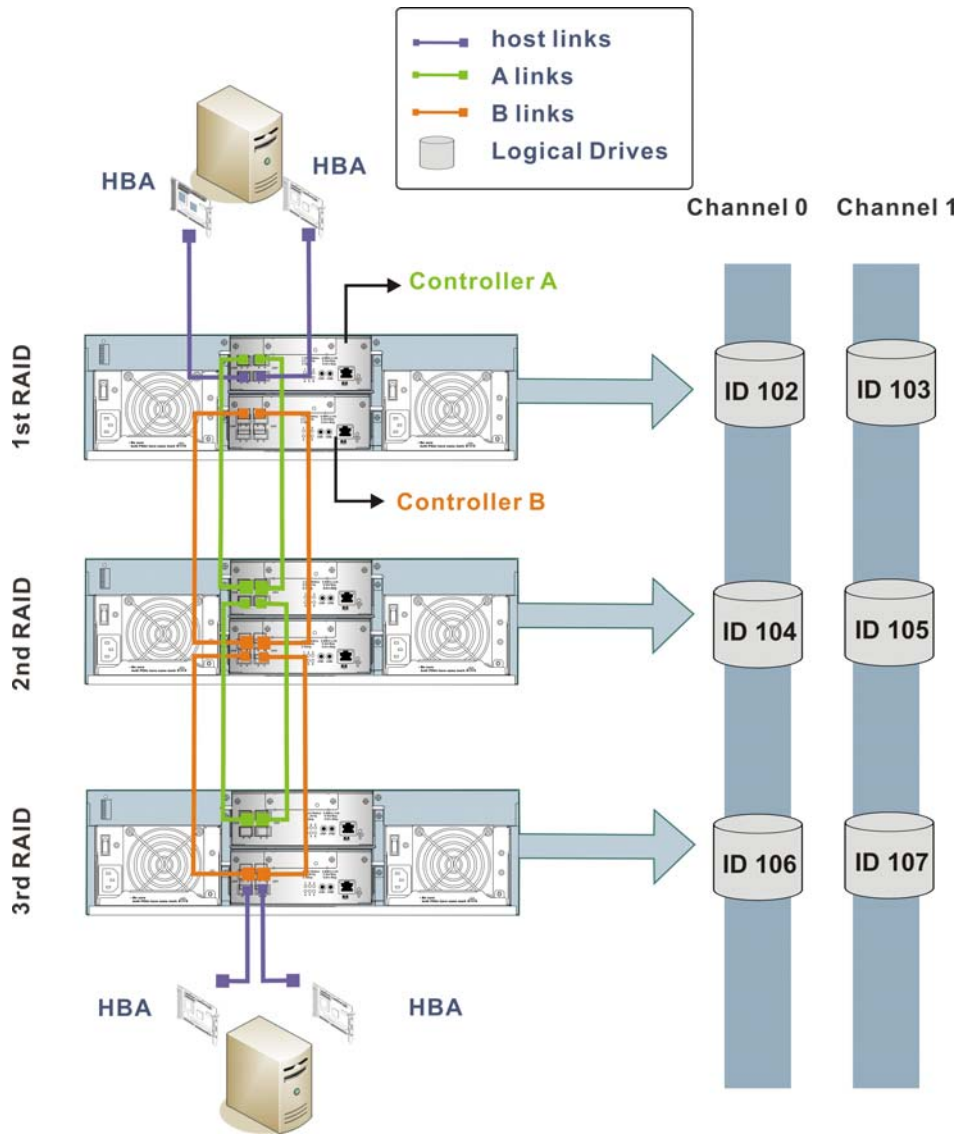 host links
A links
B links
Logical Drives
HBA
HBA
Channel 0
Channel 1
Controller A
1st RAID
ID 102
ID 103
Controller B
2nd RAID
ID 104
ID 105
3rd RAID
ID 106
ID 107
HBA
HBA